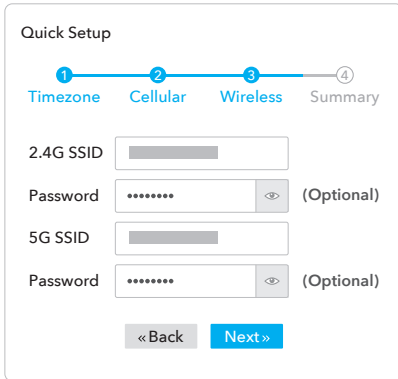 Quick Setup
1 2 3 4
Timezone Cellular Wireless Summary
2.4G SSID
Password •••••••• (Optional)
5G SSID
Password •••••••• (Optional)
«Back Next»